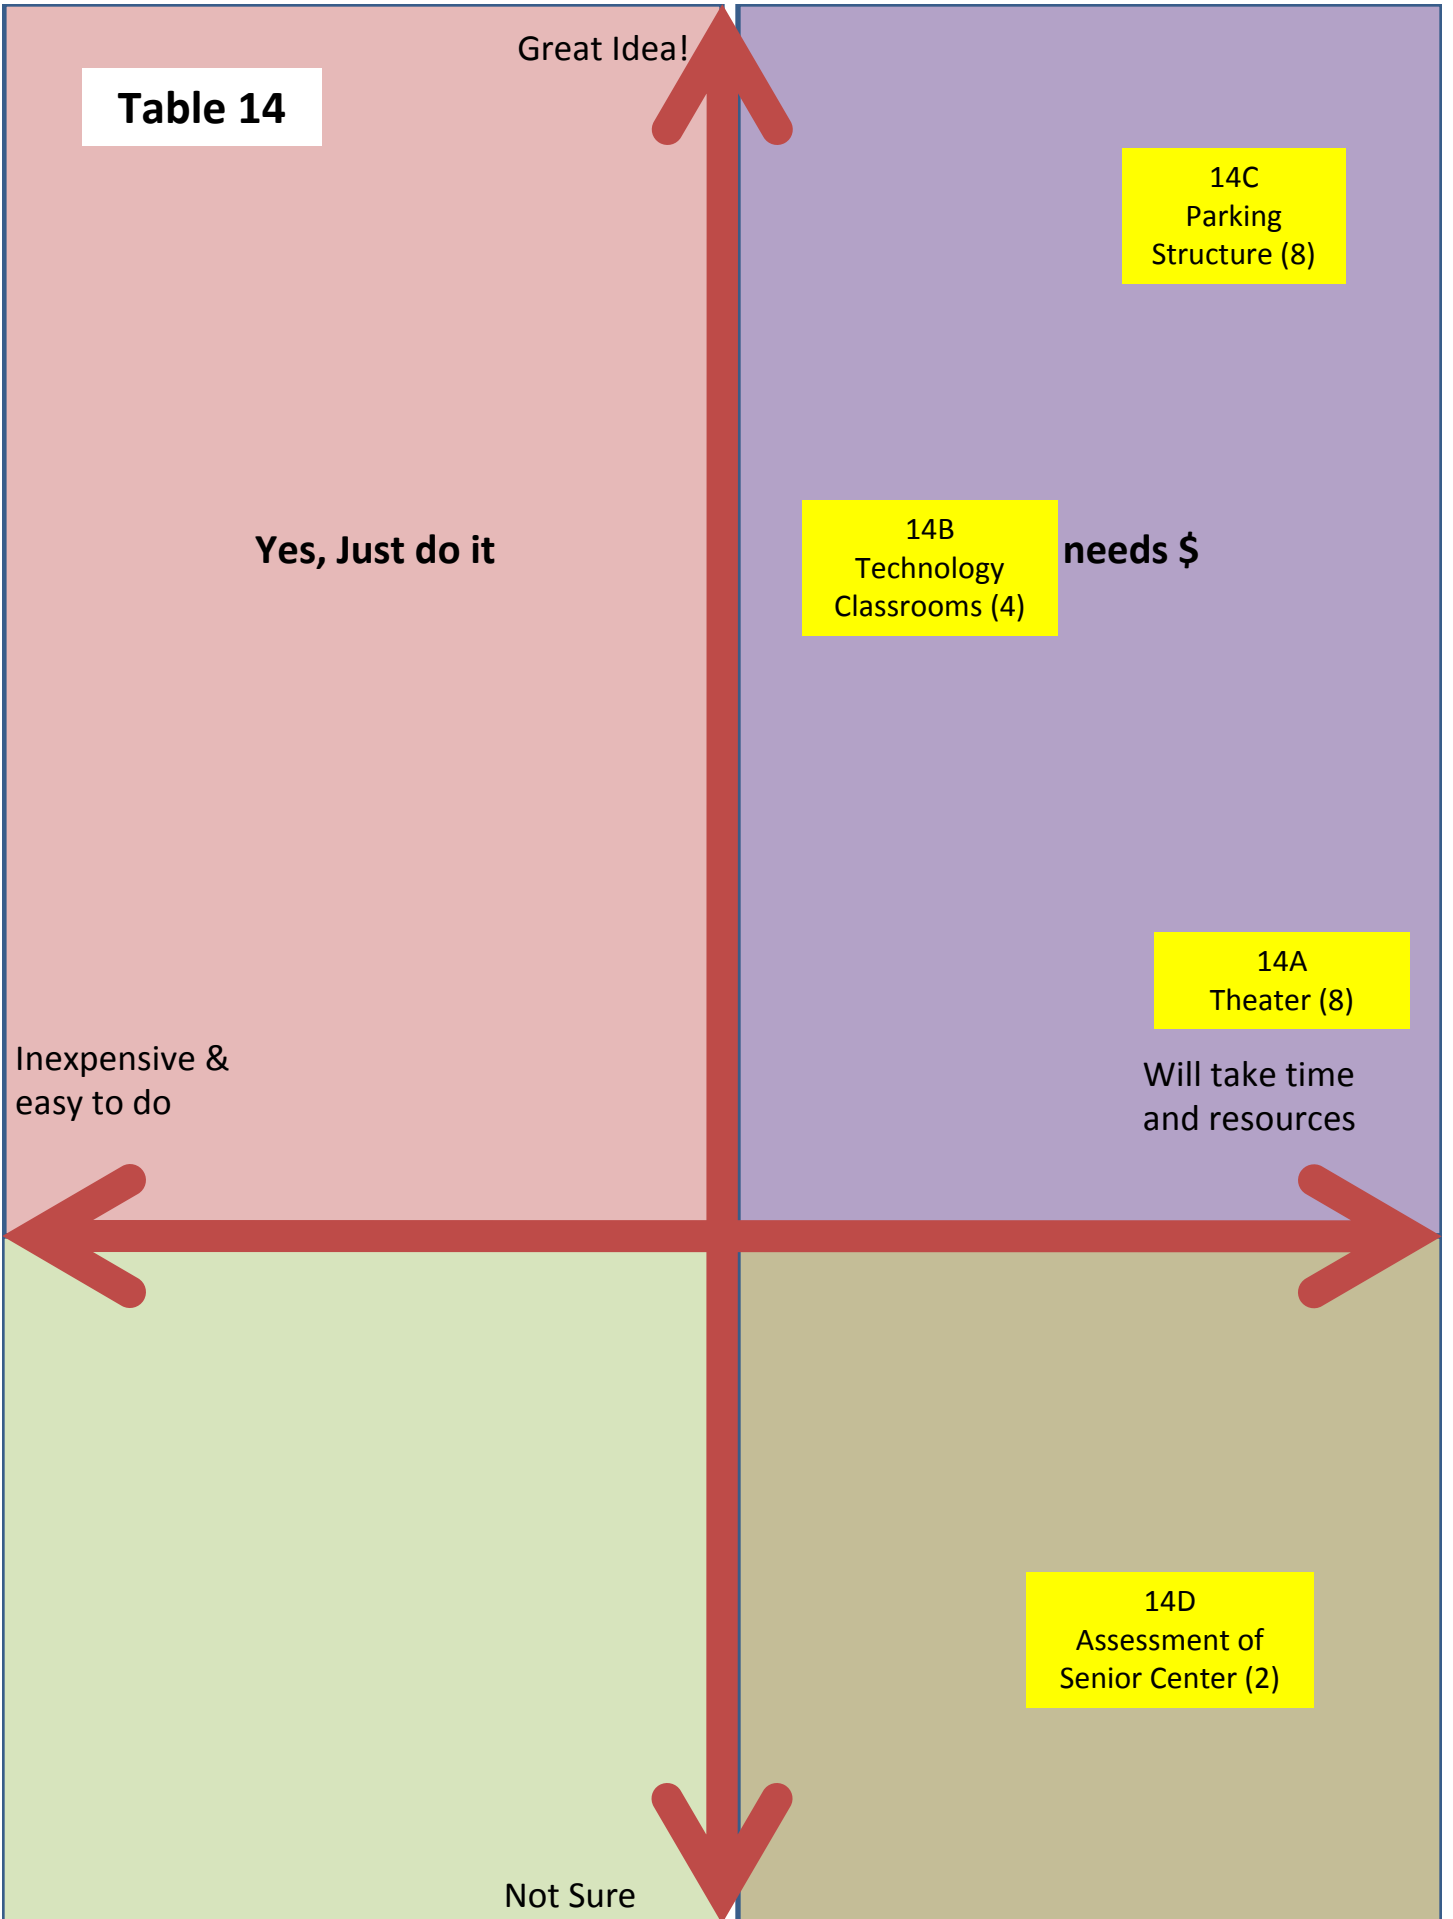 Great Idea!
Table 14
14C
Parking
Structure (8)
Yes, Just do it
14B
Technology
Classrooms (4)
needs $
14A
Theater (8)
Inexpensive &
easy to do
Will take time
and resources
14D
Assessment of
Senior Center (2)
Not Sure